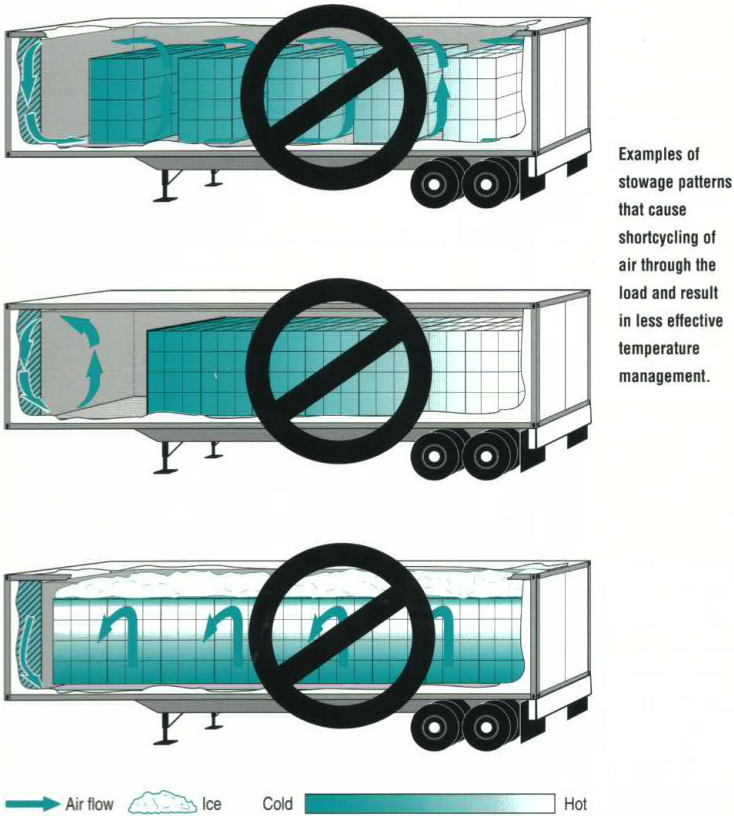 Examples of
stowage patterns
that cause
shortcycling of
air through the
load and result
in less effective
temperature
management.
Air flow Ice Cold Hot